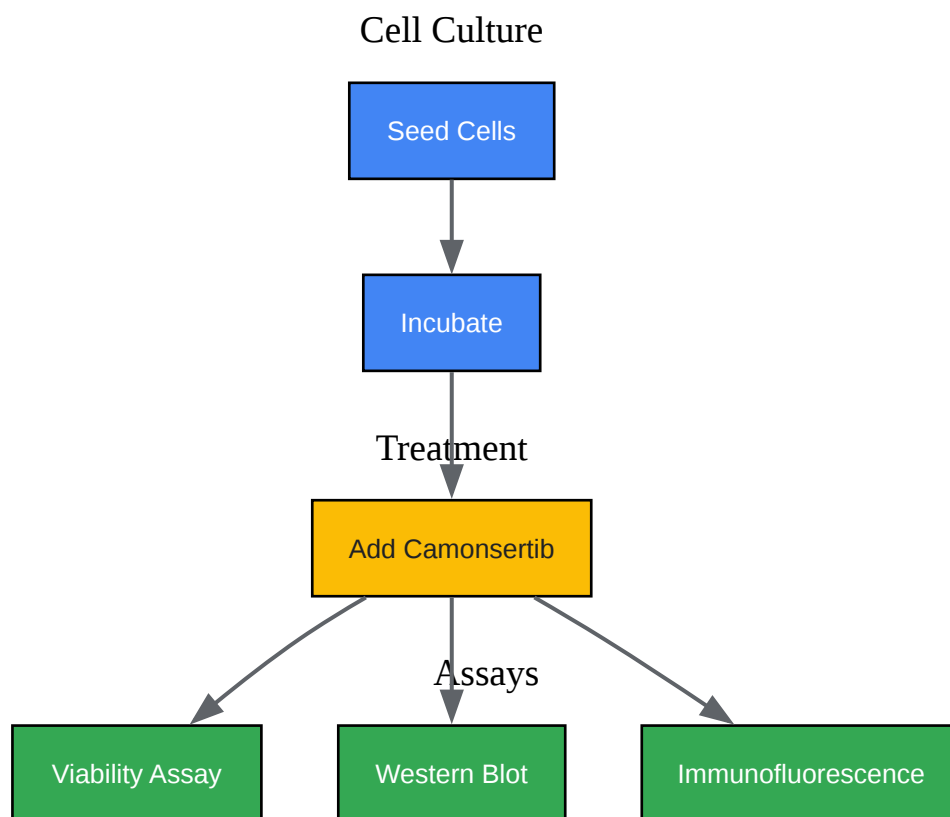 Cell Culture
Seed Cells
Incubate
Treatment
Add Camonsertib
Assays
Viability Assay
Western Blot
Immunofluorescence